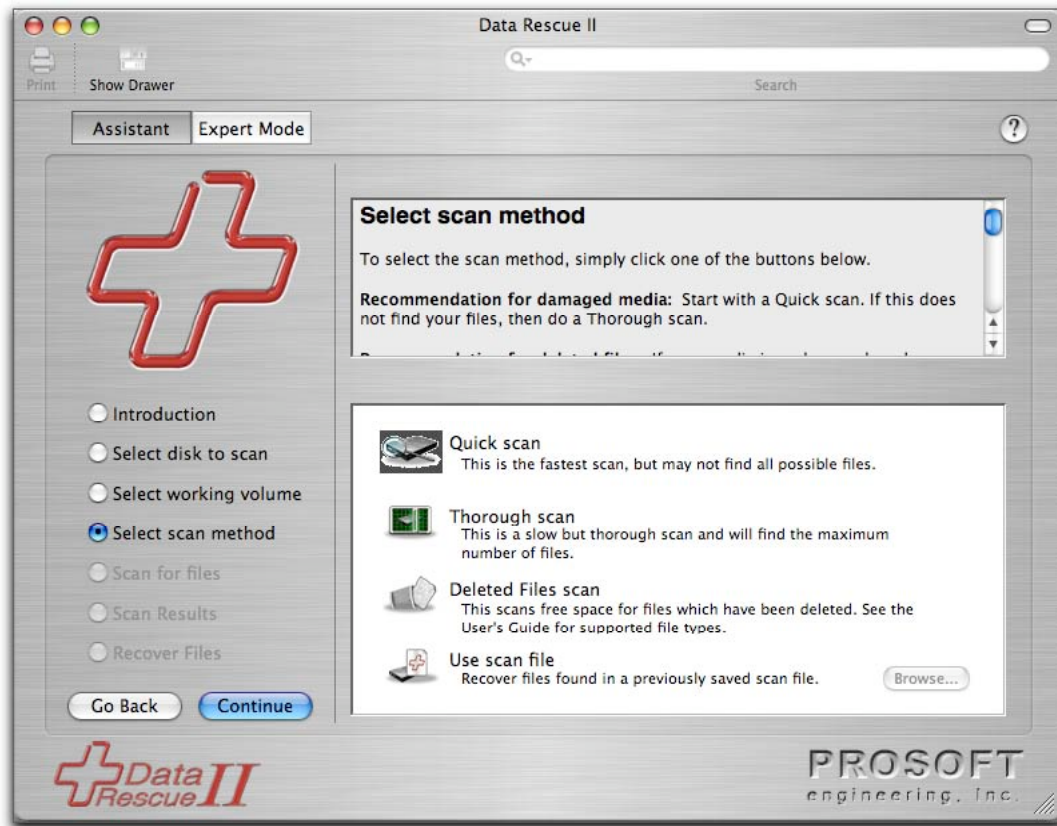 Data Rescue II
Print
Show Drawer
Search
Assistant
Expert Mode
?
Select scan method
To select the scan method, simply click one of the buttons below.
Recommendation for damaged media: Start with a Quick scan. If this does
not find your files, then do a Thorough scan.
Introduction
Select disk to scan
Select working volume
Select scan method
Scan for files
Scan Results
Recover Files
Go Back
Continue
Quick scan
This is the fastest scan, but may not find all possible files.
Thorough scan
This is a slow but thorough scan and will find the maximum
number of files.
Deleted Files scan
This scans free space for files which have been deleted. See the
User's Guide for supported file types.
Use scan file
Recover files found in a previously saved scan file.
Browse...
Data
Rescue II
PROSOFT
engineering, inc.